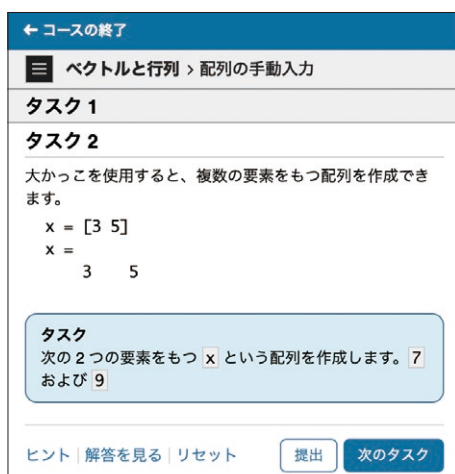 ← コースの終了
ベクトルと行列 > 配列の手動入力
タスク 1
タスク 2
大かっこを使用すると、複数の要素をもつ配列を作成でき
ます。
x = [3 5]
x =
3 5
タスク
次の 2 つの要素をもつ x という配列を作成します。 7
および 9
ヒント | 解答を見る | リセット
提出
次のタスク